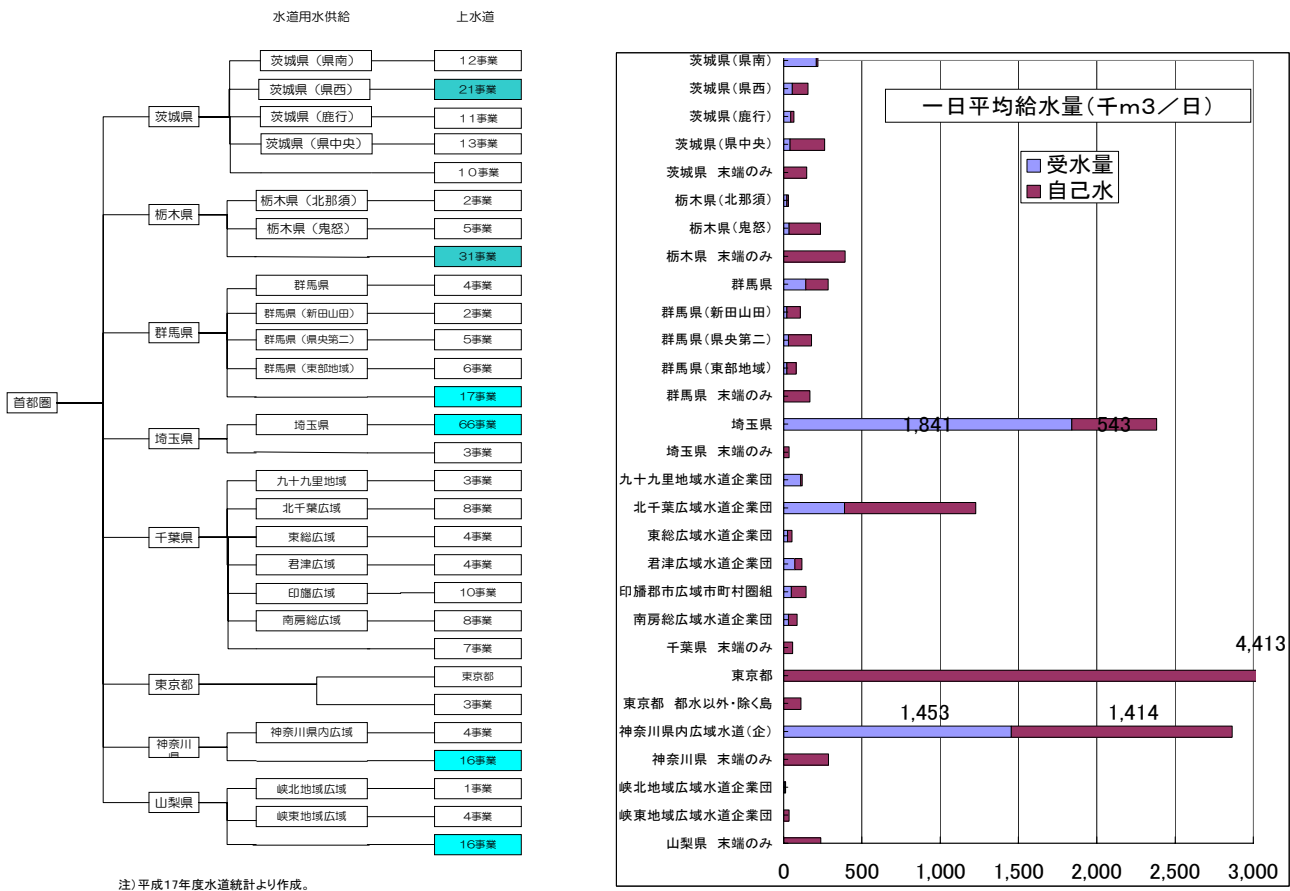 水道用水供給 上水道
首都圏
茨城県
茨城県（県南） 12事業
茨城県（県西） 21事業
茨城県（鹿行） 11事業
茨城県（県中央） 13事業
10事業
栃木県
栃木県（北那須） 2事業
栃木県（鬼怒） 5事業
31事業
群馬県
群馬県 4事業
群馬県（新田山田） 2事業
群馬県（県央第二） 5事業
群馬県（東部地域） 6事業
17事業
埼玉県
埼玉県 66事業
3事業
千葉県
九十九里地域 3事業
北千葉広域 8事業
東総広域 4事業
君津広域 4事業
印旛広域 10事業
南房総広域 8事業
7事業
東京都
東京都
3事業
神奈川
県
神奈川県内広域 4事業
16事業
山梨県
峡北地域広域 1事業
峡東地域広域 4事業
16事業
注）平成17年度水道統計より作成。
一日平均給水量（千ｍ3／日）
受水量
自己水
茨城県（県南）
茨城県（県西）
茨城県（鹿行）
茨城県（県中央）
茨城県 末端のみ
栃木県（北那須）
栃木県（鬼怒）
栃木県 末端のみ
群馬県
群馬県（新田山田）
群馬県（県央第二）
群馬県（東部地域）
群馬県 末端のみ
埼玉県 1,841 543
埼玉県 末端のみ
九十九里地域水道企業団
北千葉広域水道企業団
東総広域水道企業団
君津広域水道企業団
印旛郡市広域市町村圏組
南房総広域水道企業団
千葉県 末端のみ
東京都 4,413
東京都 都水以外・除く島
神奈川県内広域水道（企） 1,453 1,414
神奈川県 末端のみ
峡北地域広域水道企業団
峡東地域広域水道企業団
山梨県 末端のみ
0 500 1,000 1,500 2,000 2,500 3,000